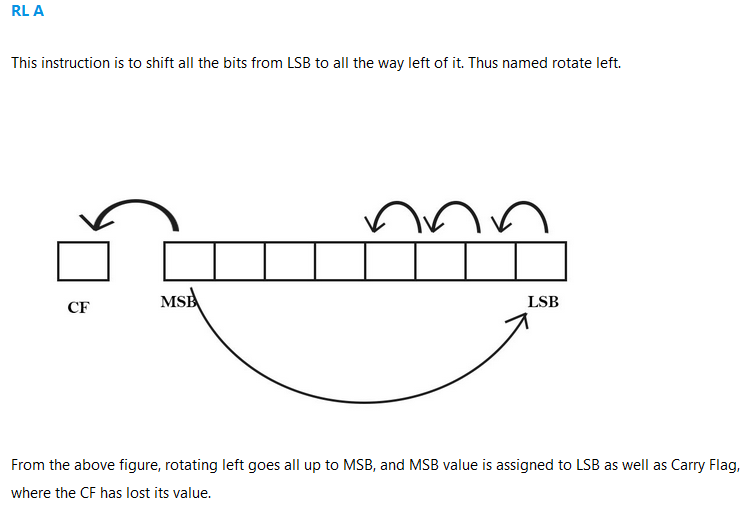 RL A
This instruction is to shift all the bits from LSB to all the way left of it. Thus named rotate left.
CF
MSB
LSB
From the above figure, rotating left goes all up to MSB, and MSB value is assigned to LSB as well as Carry Flag,
where the CF has lost its value.